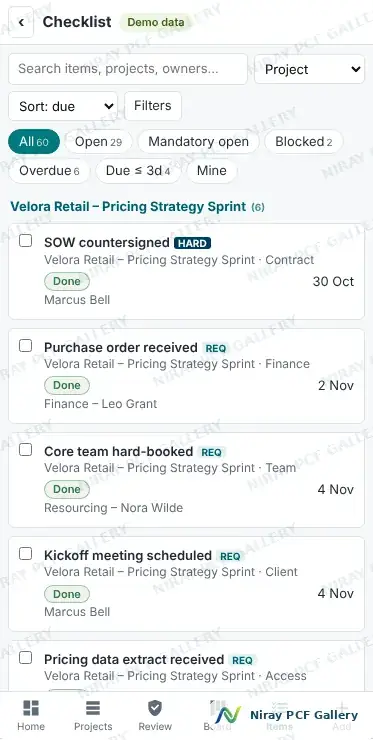 ‹ Checklist Demo data
Search items, projects, owners... Project
Sort: due Filters
All 60 Open 29 Mandatory open Blocked 2
Overdue 6 Due ≤ 3d 4 Mine
Velora Retail – Pricing Strategy Sprint (6)
SOW countersigned HARD
Velora Retail – Pricing Strategy Sprint · Contract
Done 30 Oct
Marcus Bell
Purchase order received REQ
Velora Retail – Pricing Strategy Sprint · Finance
Done 2 Nov
Finance – Leo Grant
Core team hard-booked REQ
Velora Retail – Pricing Strategy Sprint · Team
Done 4 Nov
Resourcing – Nora Wilde
Kickoff meeting scheduled REQ
Velora Retail – Pricing Strategy Sprint · Client
Done 4 Nov
Marcus Bell
Pricing data extract received REQ
Velora Retail – Pricing Strategy Sprint · Access
Home Projects Review Items Add
Niray PCF Gallery
NIRAY PCF GALLERY